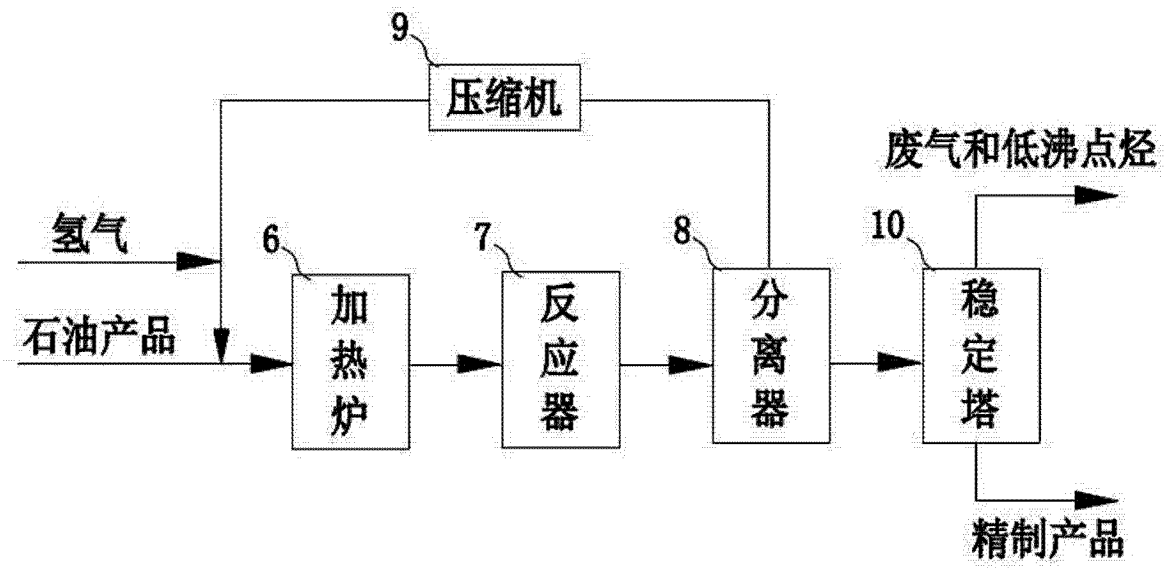 9
压缩机
废气和低沸点烃
氢气
6
7
8
10
石油产品
加热炉
反应器
分离器
稳定塔
精制产品